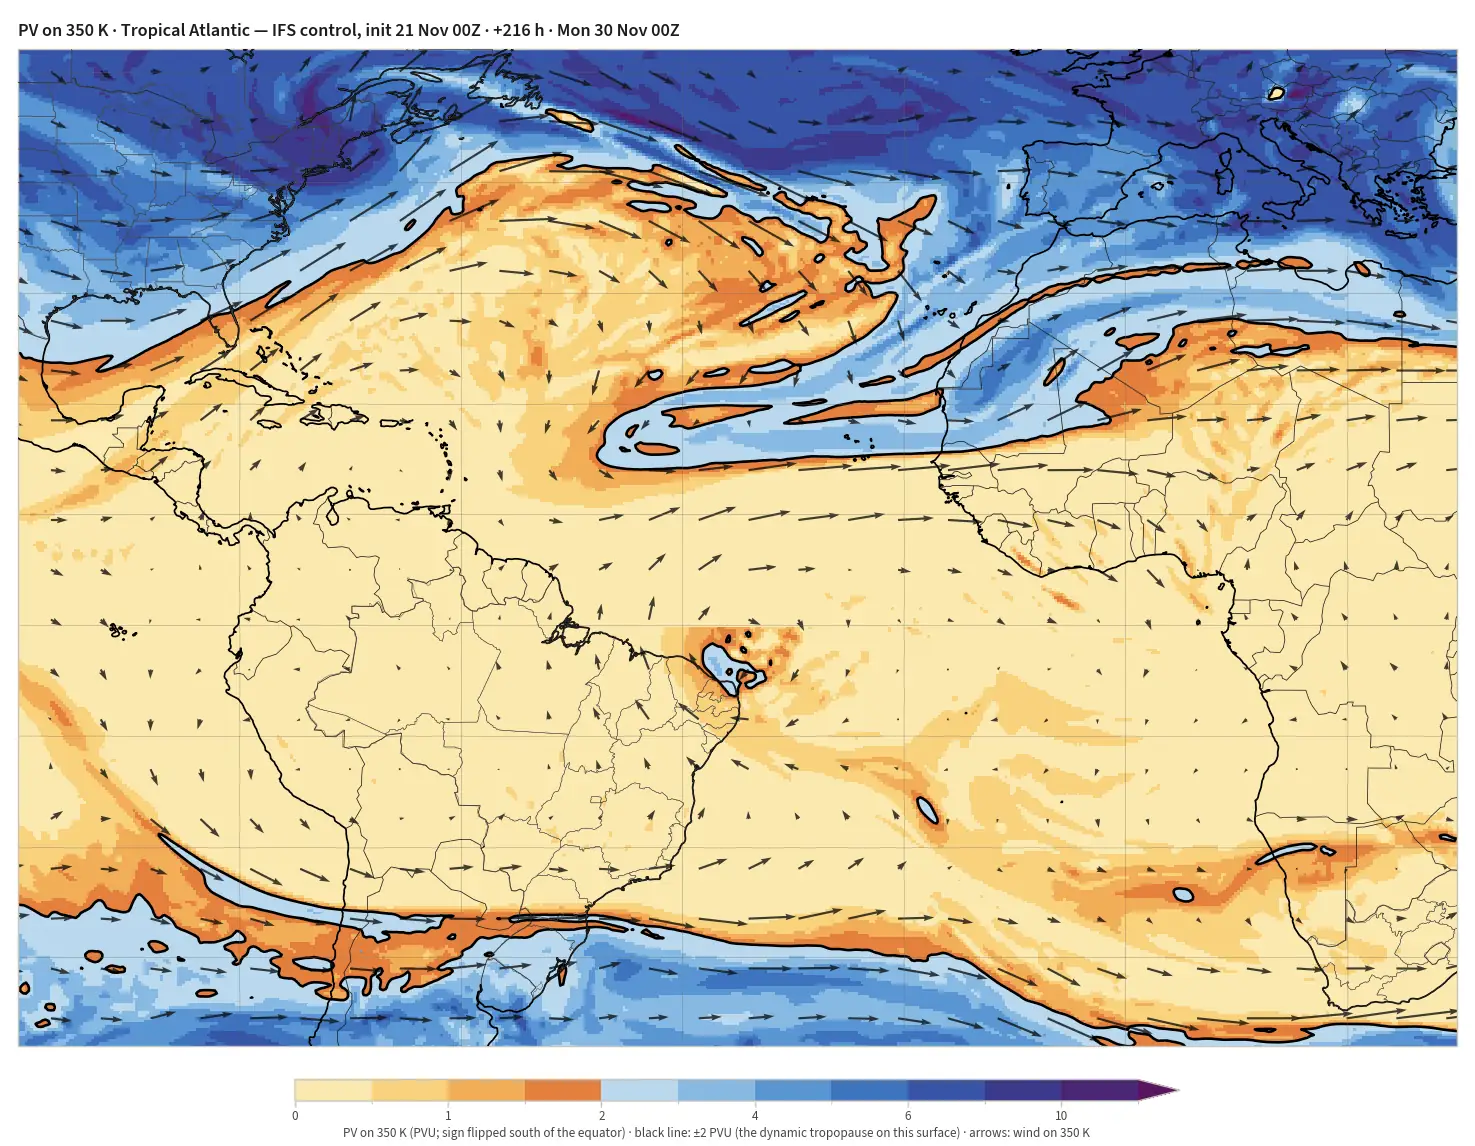 PV on 350 K · Tropical Atlantic — IFS control, init 21 Nov 00Z · +216 h · Mon 30 Nov 00Z
0 1 2 4 6 10
PV on 350 K (PVU; sign flipped south of the equator) · black line: ±2 PVU (the dynamic tropopause on this surface) · arrows: wind on 350 K